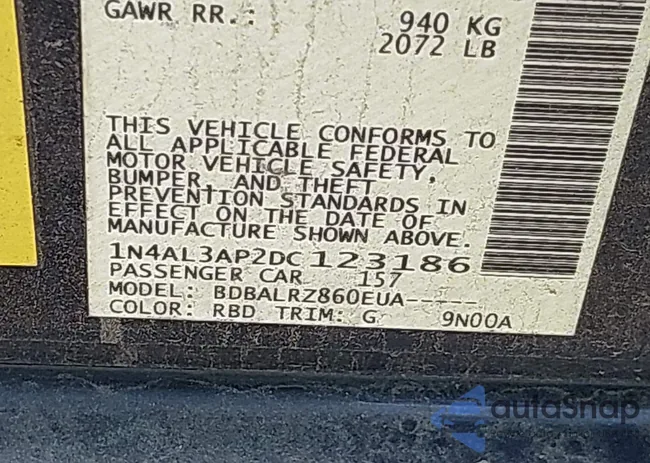 GAWR RR.: 940 KG
2072 LB
THIS VEHICLE CONFORMS TO
ALL APPLICABLE FEDERAL
MOTOR VEHICLE SAFETY,
BUMPER, AND THEFT
PREVENTION STANDARDS IN
EFFECT ON THE DATE OF
MANUFACTURE SHOWN ABOVE.
1N4AL3AP2DC123186
PASSENGER CAR 157
MODEL: BDBALRZ860EUA-----
COLOR: RBD TRIM: G 9N00A
autoSnap